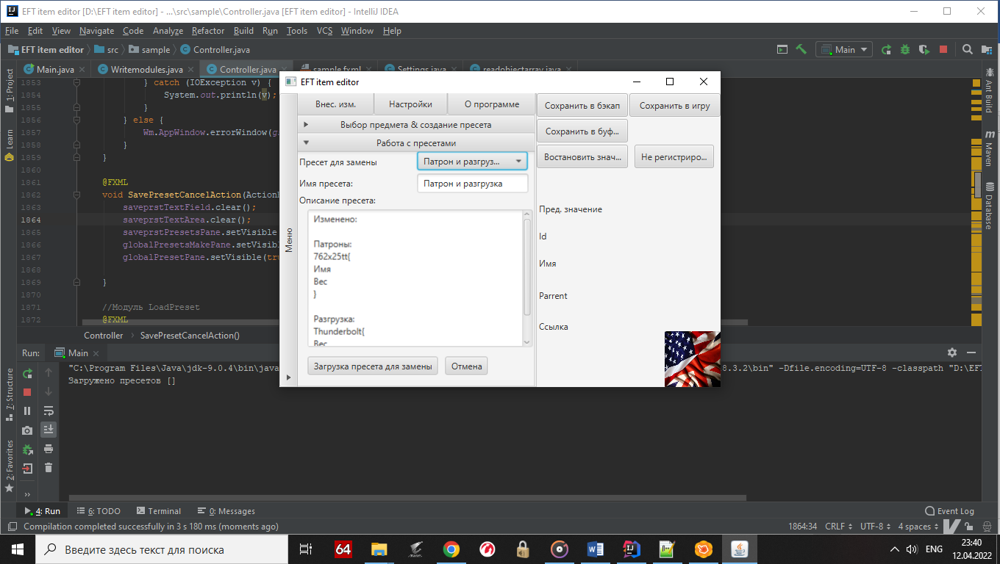 EFT item editor [D:\EFT item editor] - ...\src\sample\Controller.java [EFT item editor] - IntelliJ IDEA
File Edit View Navigate Code Analyze Refactor Build Run Tools VCS Window Help
EFT item editor src sample Controller.java Main
Main.java Writemodules.java Controller.java sample.fxml Settings.java readobjectarray.java
1: Project
Learn
7: Structure
2: Favorites
Ant Build
Maven
Database
1853 } catch (IOException v) {
1854 System.out.println(v);
1855 }
1856 } else {
1857 Wm.AppWindow.errorWindow(g
1858 }
1859 }
1860
1861 @FXML
1862 void SavePresetCancelAction(Action
1863 saveprstTextField.clear();
1864 saveprstTextArea.clear();
1865 saveprstPresetsPane.setVisible
1866 globalPresetsMakePane.setVisibl
1867 globalPresetPane.setVisible(tru
1868
1869 }
1870
1871 //Модуль LoadPreset
1872 @FXML
Controller SavePresetCancelAction()
EFT item editor
Меню
Внес. изм. Настройки О программе
Выбор предмета & создание пресета
Работа с пресетами
Пресет для замены Патрон и разгруз...
Имя пресета: Патрон и разгрузка
Описание пресета:
Изменено:
Патроны:
762x25tt{
Имя
Вес
}
Разгрузка:
Thunderbolt{
Вес
Загрузка пресета для замены Отмена
Сохранить в бэкап Сохранить в игру
Сохранить в буф...
Востановить знач... Не регистриро...
Пред. значение
Id
Имя
Parrent
Ссылка
Run: Main
"C:\Program Files\Java\jdk-9.0.4\bin\java 8.3.2\bin" -Dfile.encoding=UTF-8 -classpath "D:\EFT
Загружено пресетов []
4: Run 6: TODO Terminal 0: Messages Event Log
Compilation completed successfully in 3 s 180 ms (moments ago) 1864:34 CRLF UTF-8 4 spaces
Введите здесь текст для поиска 64 ENG 23:40
12.04.2022